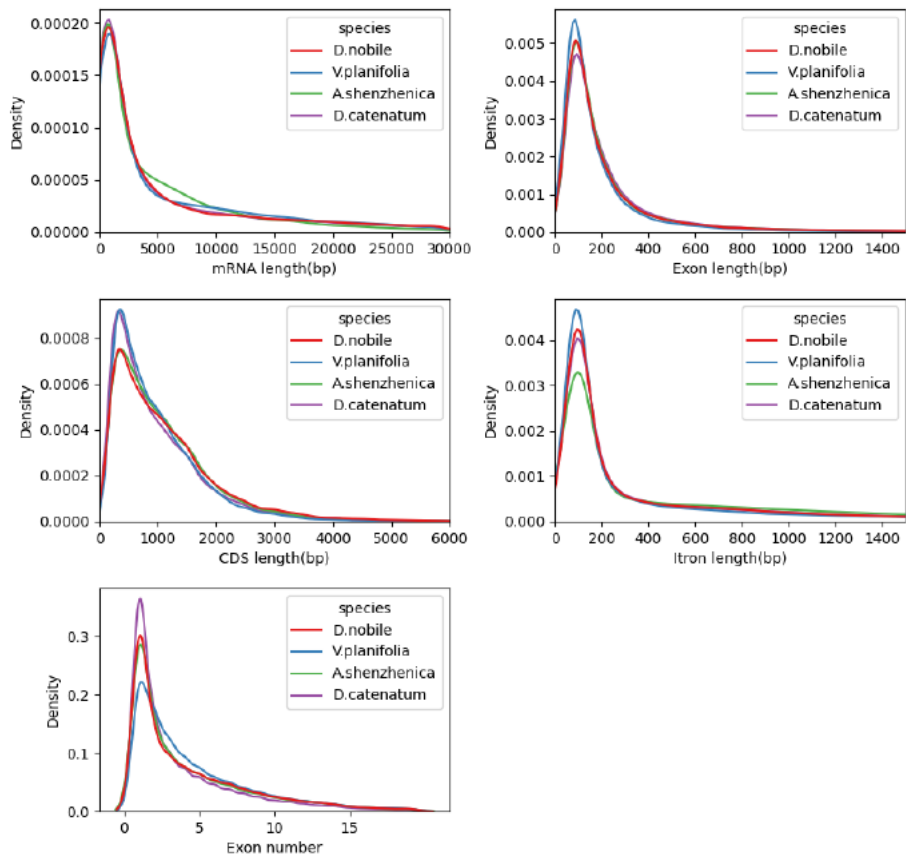 0.00020
0.00015
0.00010
0.00005
0.00000
Density
0 5000 10000 15000 20000 25000 30000
mRNA length(bp)
species
D.nobile
V.planifolia
A.shenzhenica
D.catenatum
0.005
0.004
0.003
0.002
0.001
0.000
Density
0 200 400 600 800 1000 1200 1400
Exon length(bp)
species
D.nobile
V.planifolia
A.shenzhenica
D.catenatum
0.0008
0.0006
0.0004
0.0002
0.0000
Density
0 1000 2000 3000 4000 5000 6000
CDS length(bp)
species
D.nobile
V.planifolia
A.shenzhenica
D.catenatum
0.004
0.003
0.002
0.001
0.000
Density
0 200 400 600 800 1000 1200 1400
Itron length(bp)
species
D.nobile
V.planifolia
A.shenzhenica
D.catenatum
0.3
0.2
0.1
0.0
Density
0 5 10 15
Exon number
species
D.nobile
V.planifolia
A.shenzhenica
D.catenatum